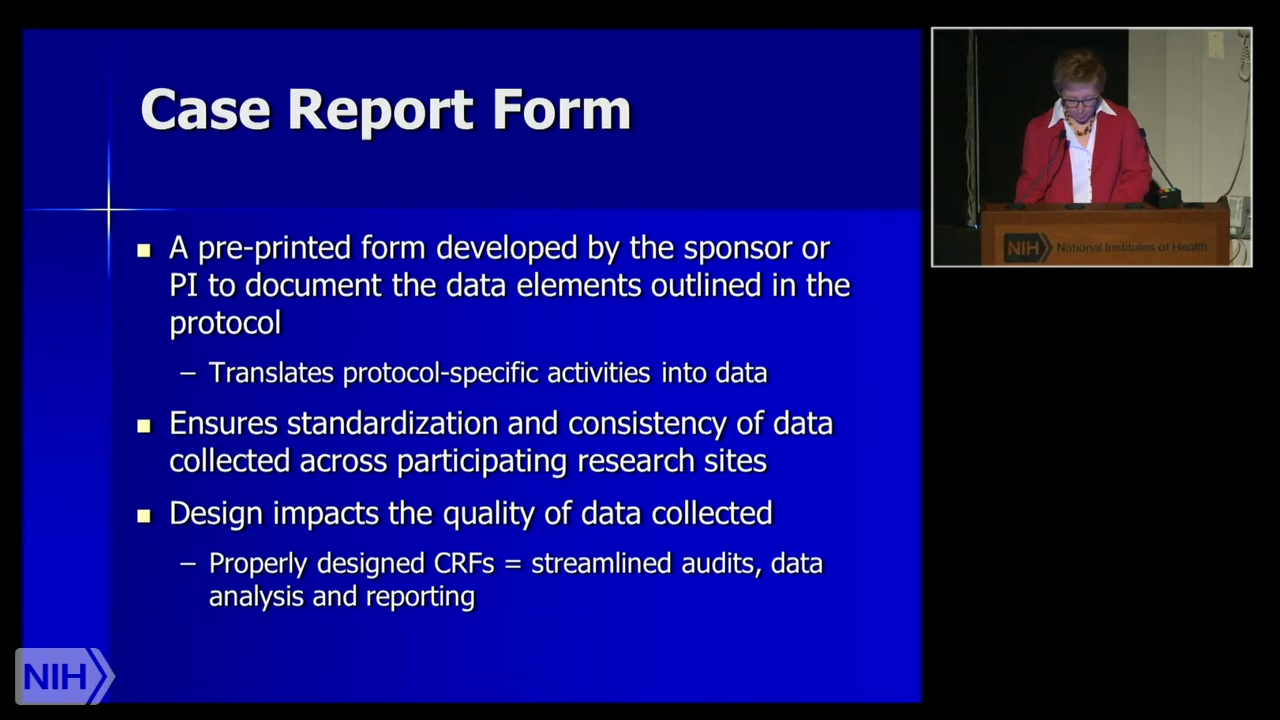 Case Report Form
■ A pre-printed form developed by the sponsor or
PI to document the data elements outlined in the
protocol
– Translates protocol-specific activities into data
■ Ensures standardization and consistency of data
collected across participating research sites
■ Design impacts the quality of data collected
– Properly designed CRFs = streamlined audits, data
analysis and reporting
NIH
NIH National Institutes of Health